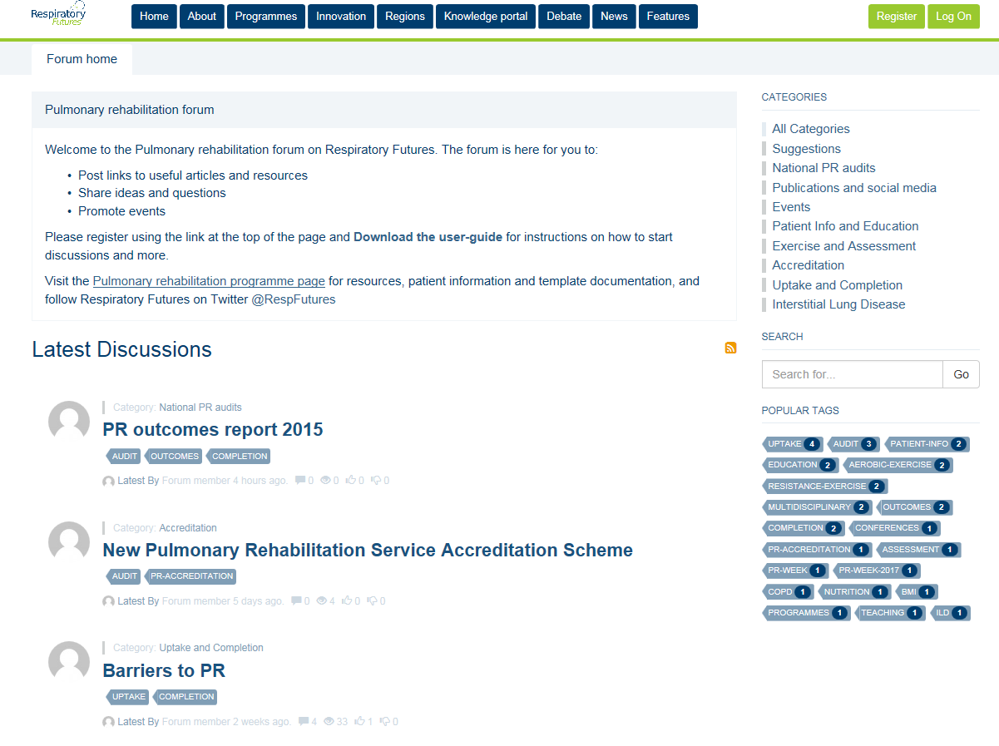 Respiratory
Futures
Home About Programmes Innovation Regions Knowledge portal Debate News Features Register Log On
Forum home
Pulmonary rehabilitation forum
Welcome to the Pulmonary rehabilitation forum on Respiratory Futures. The forum is here for you to:
• Post links to useful articles and resources
• Share ideas and questions
• Promote events
Please register using the link at the top of the page and Download the user-guide for instructions on how to start
discussions and more.
Visit the Pulmonary rehabilitation programme page for resources, patient information and template documentation, and
follow Respiratory Futures on Twitter @RespFutures
Latest Discussions
Category: National PR audits
PR outcomes report 2015
AUDIT OUTCOMES COMPLETION
Latest By Forum member 4 hours ago. 0 0 0 0
Category: Accreditation
New Pulmonary Rehabilitation Service Accreditation Scheme
AUDIT PR-ACCREDITATION
Latest By Forum member 5 days ago. 0 4 0 0
Category: Uptake and Completion
Barriers to PR
UPTAKE COMPLETION
Latest By Forum member 2 weeks ago. 4 33 1 0
CATEGORIES
All Categories
Suggestions
National PR audits
Publications and social media
Events
Patient Info and Education
Exercise and Assessment
Accreditation
Uptake and Completion
Interstitial Lung Disease
SEARCH
Search for... Go
POPULAR TAGS
UPTAKE 4 AUDIT 3 PATIENT-INFO 2
EDUCATION 2 AEROBIC-EXERCISE 2
RESISTANCE-EXERCISE 2
MULTIDISCIPLINARY 2 OUTCOMES 2
COMPLETION 2 CONFERENCES 1
PR-ACCREDITATION 1 ASSESSMENT 1
PR-WEEK 1 PR-WEEK-2017 1
COPD 1 NUTRITION 1 BMI 1
PROGRAMMES 1 TEACHING 1 ILD 1